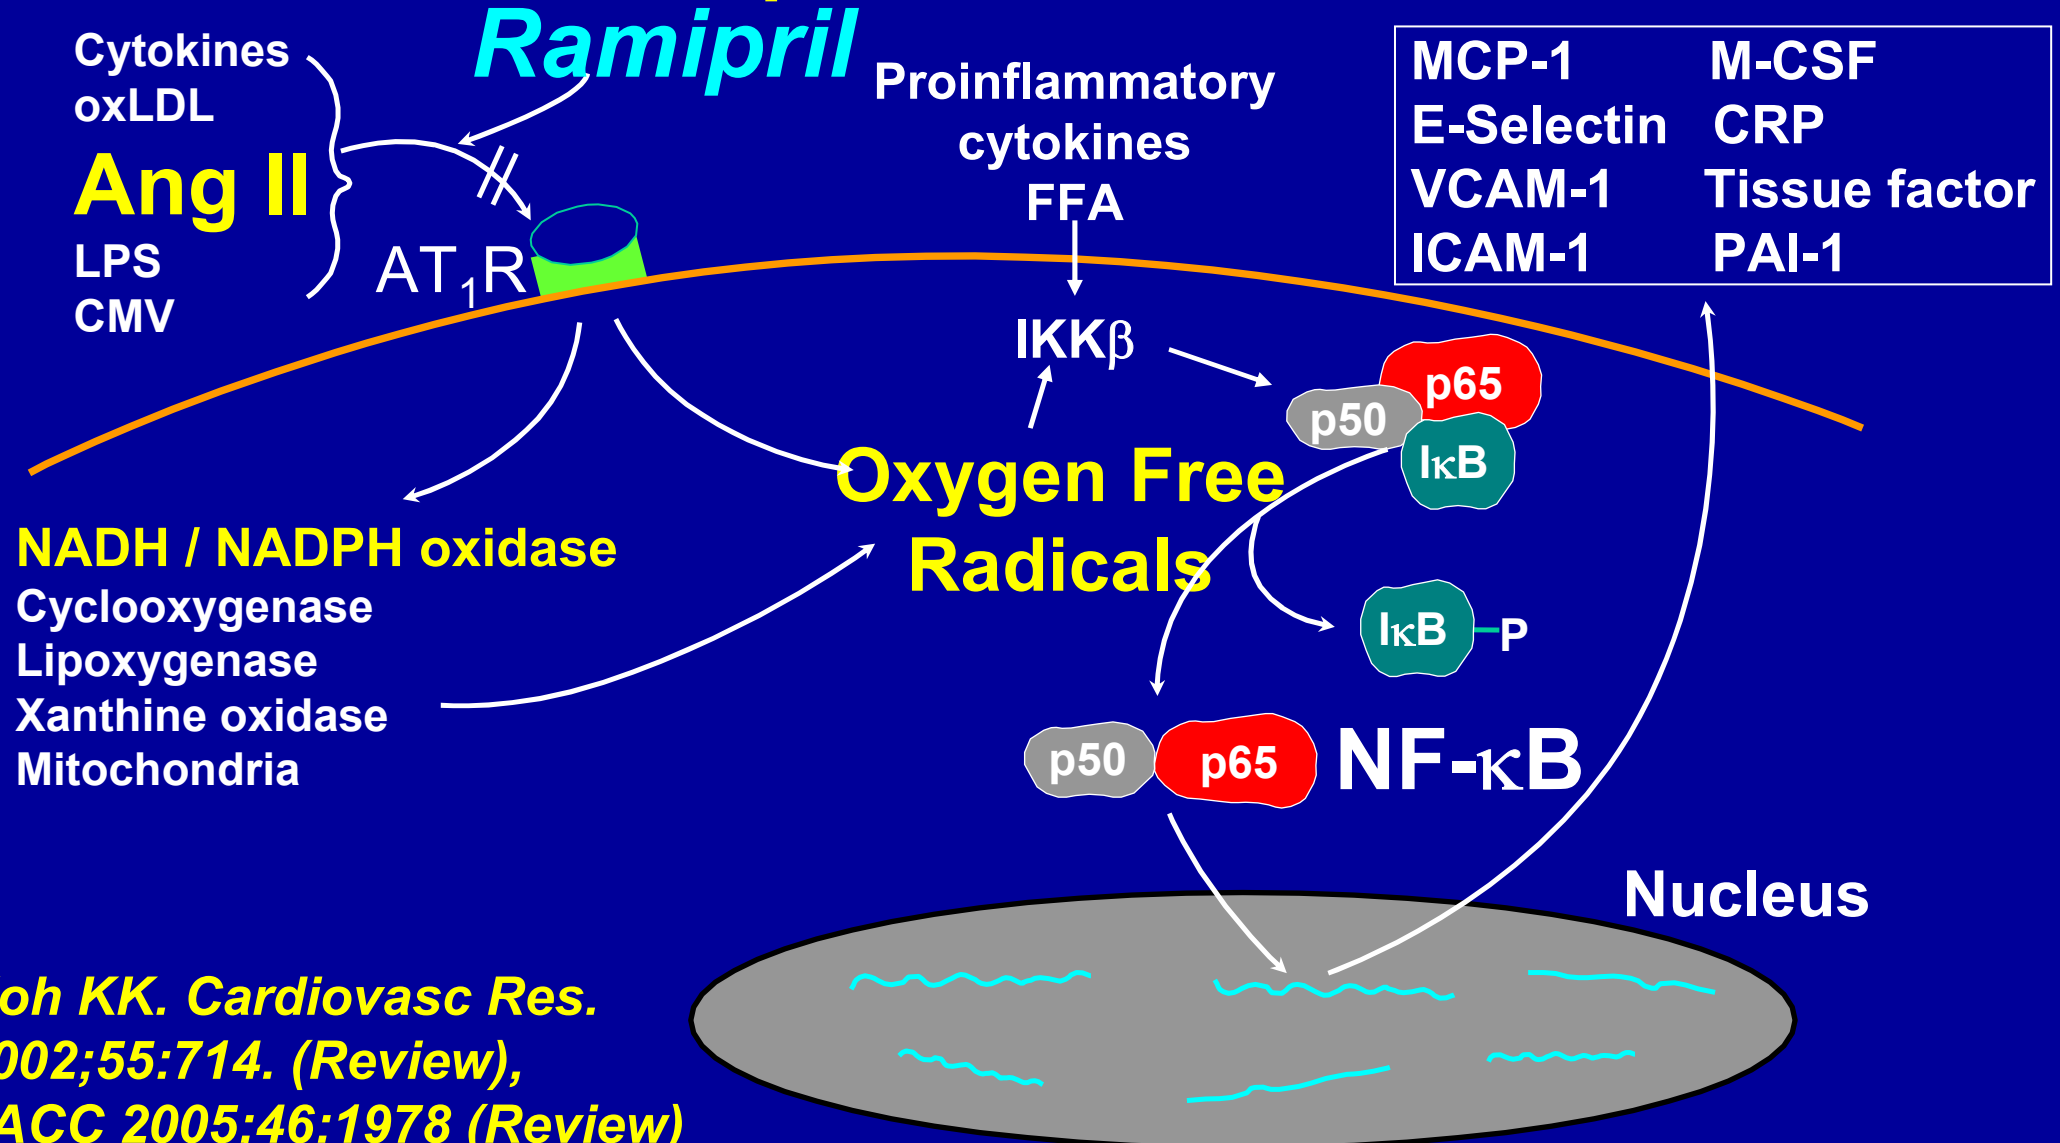 Ramipril
Cytokines
oxLDL
Ang II
LPS
CMV
AT₁R
Proinflammatory
cytokines
FFA
IKKβ
MCP-1 M-CSF
E-Selectin CRP
VCAM-1 Tissue factor
ICAM-1 PAI-1
p65
p50
IκB
Oxygen Free
Radicals
NADH / NADPH oxidase
Cyclooxygenase
Lipoxygenase
Xanthine oxidase
Mitochondria
IκB P
p50 p65 NF-κB
Nucleus
oh KK. Cardiovasc Res.
002;55:714. (Review),
ACC 2005;46:1978 (Review)